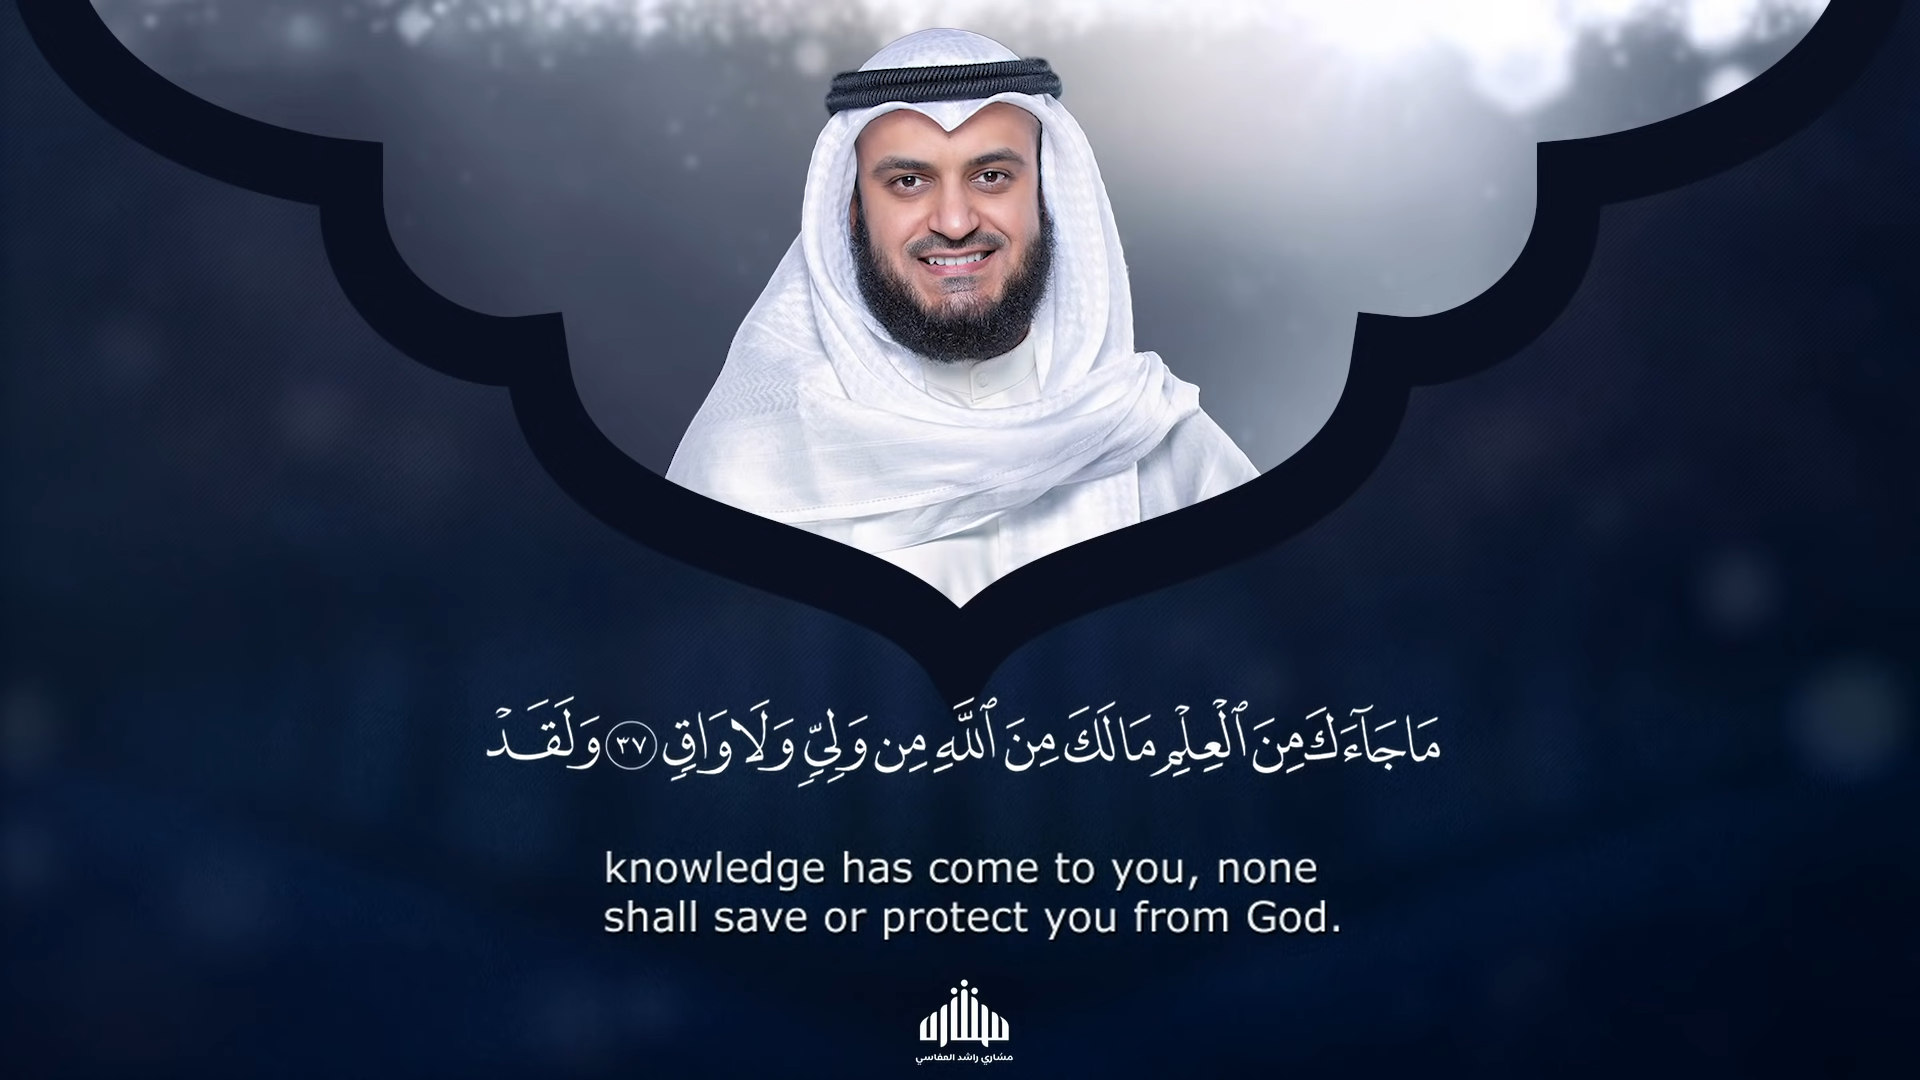 مَا جَآءَكَ مِنَ ٱلْعِلْمِ مَا لَكَ مِنَ ٱللَّهِ مِن وَلِيٍّ وَلَا وَاقٍ ٣٧ وَلَقَدْ
knowledge has come to you, none
shall save or protect you from God.
مشاري
مشاري راشد العفاسي